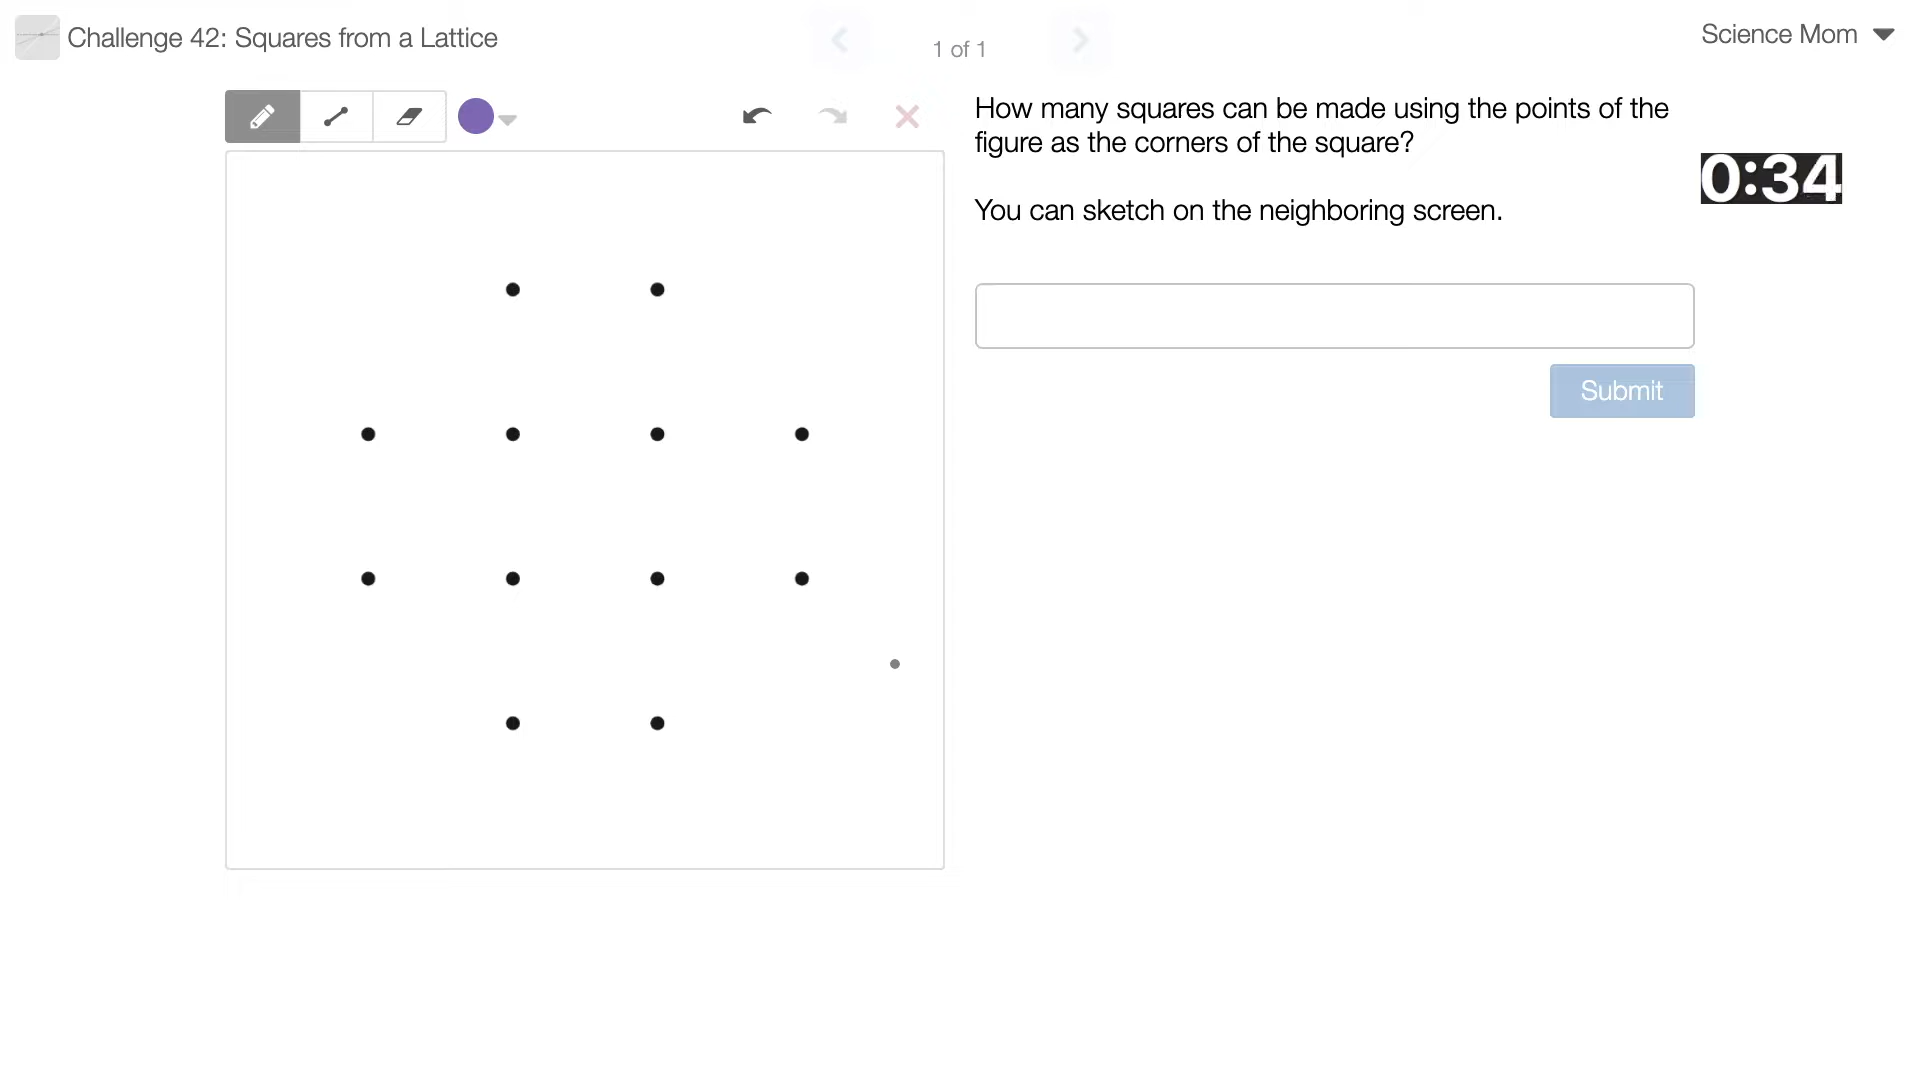 Challenge 42: Squares from a Lattice
1 of 1
Science Mom
How many squares can be made using the points of the
figure as the corners of the square?
0:34
You can sketch on the neighboring screen.
Submit